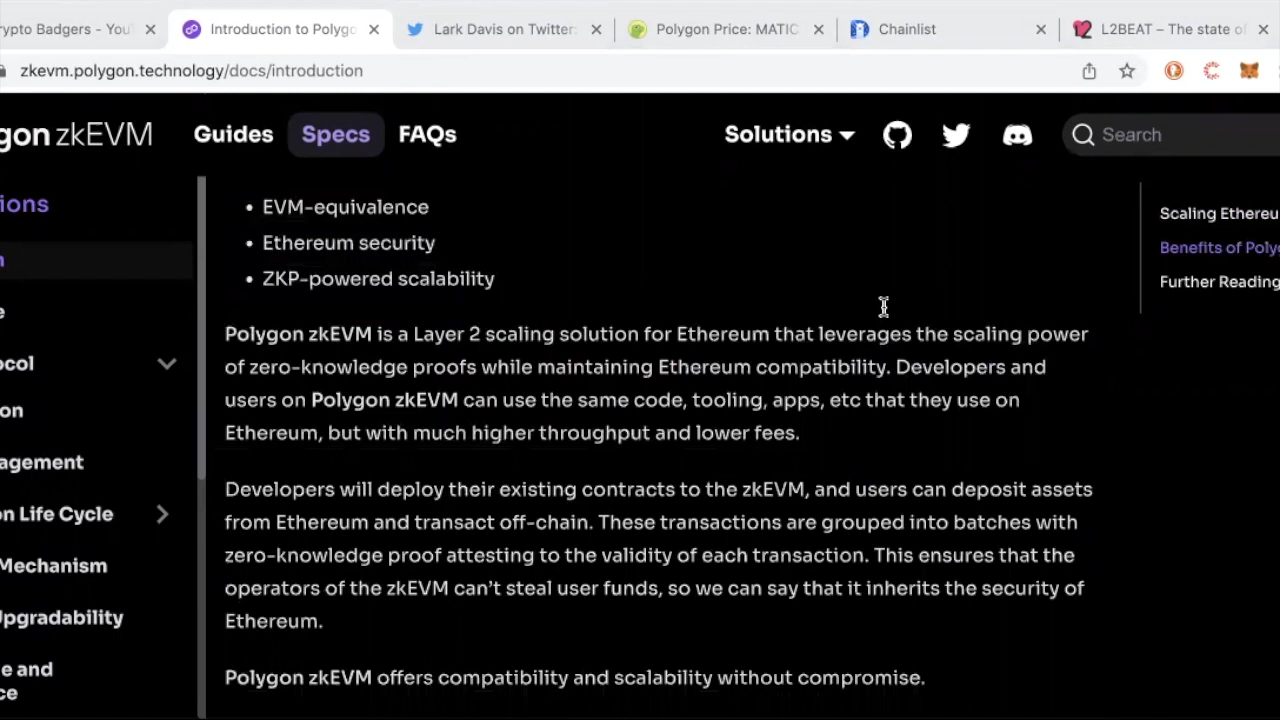 rypto Badgers - You
Introduction to Polygo
Lark Davis on Twitter:
Polygon Price: MATIC
Chainlist
L2BEAT – The state of
zkevm.polygon.technology/docs/introduction
gon zkEVM
Guides
Specs
FAQs
Solutions
Search
ions
n
e
ocol
on
agement
on Life Cycle
Mechanism
Upgradability
e and
ce
• EVM-equivalence
• Ethereum security
• ZKP-powered scalability
Polygon zkEVM is a Layer 2 scaling solution for Ethereum that leverages the scaling power
of zero-knowledge proofs while maintaining Ethereum compatibility. Developers and
users on Polygon zkEVM can use the same code, tooling, apps, etc that they use on
Ethereum, but with much higher throughput and lower fees.
Developers will deploy their existing contracts to the zkEVM, and users can deposit assets
from Ethereum and transact off-chain. These transactions are grouped into batches with
zero-knowledge proof attesting to the validity of each transaction. This ensures that the
operators of the zkEVM can’t steal user funds, so we can say that it inherits the security of
Ethereum.
Polygon zkEVM offers compatibility and scalability without compromise.
Scaling Ethereu
Benefits of Polyg
Further Reading